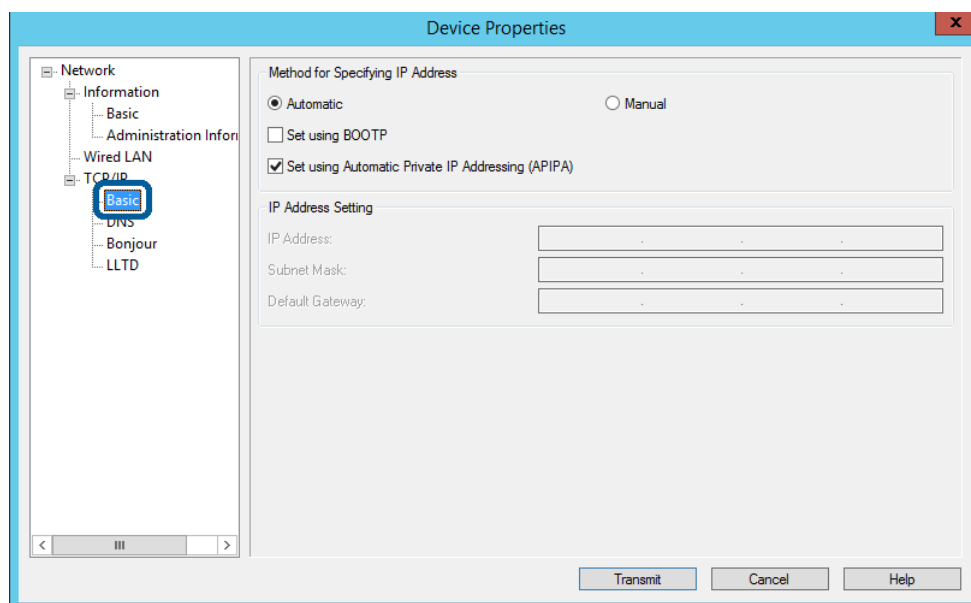 Device Properties
x
Network
Information
Basic
Administration Inforr
Wired LAN
TCP/IP
Basic
DNS
Bonjour
LLTD
Method for Specifying IP Address
Automatic Manual
Set using BOOTP
Set using Automatic Private IP Addressing (APIPA)
IP Address Setting
IP Address:
Subnet Mask:
Default Gateway:
Transmit Cancel Help